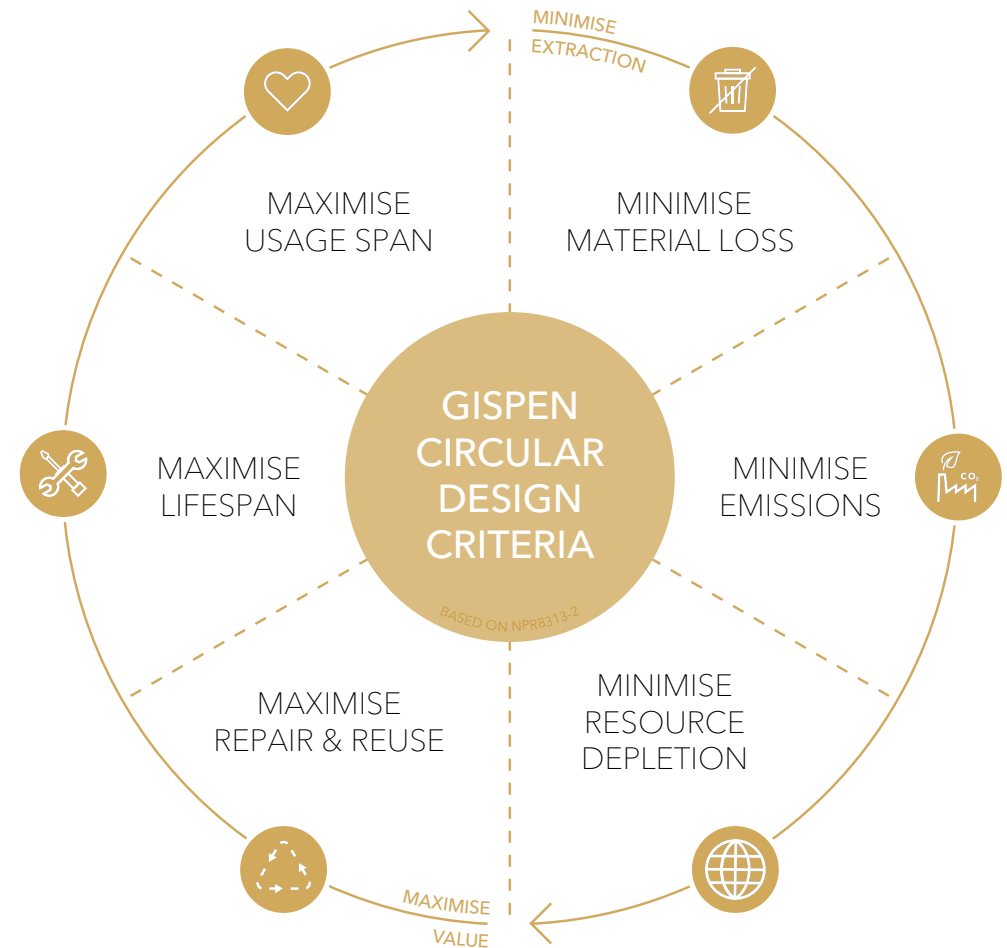 MINIMISE
EXTRACTION
MAXIMISE
USAGE SPAN
MINIMISE
MATERIAL LOSS
GISPEN
CIRCULAR
DESIGN
CRITERIA
BASED ON NPR8313-2
MAXIMISE
LIFESPAN
MINIMISE
EMISSIONS
CO₂
MAXIMISE
REPAIR & REUSE
MINIMISE
RESOURCE
DEPLETION
MAXIMISE
VALUE